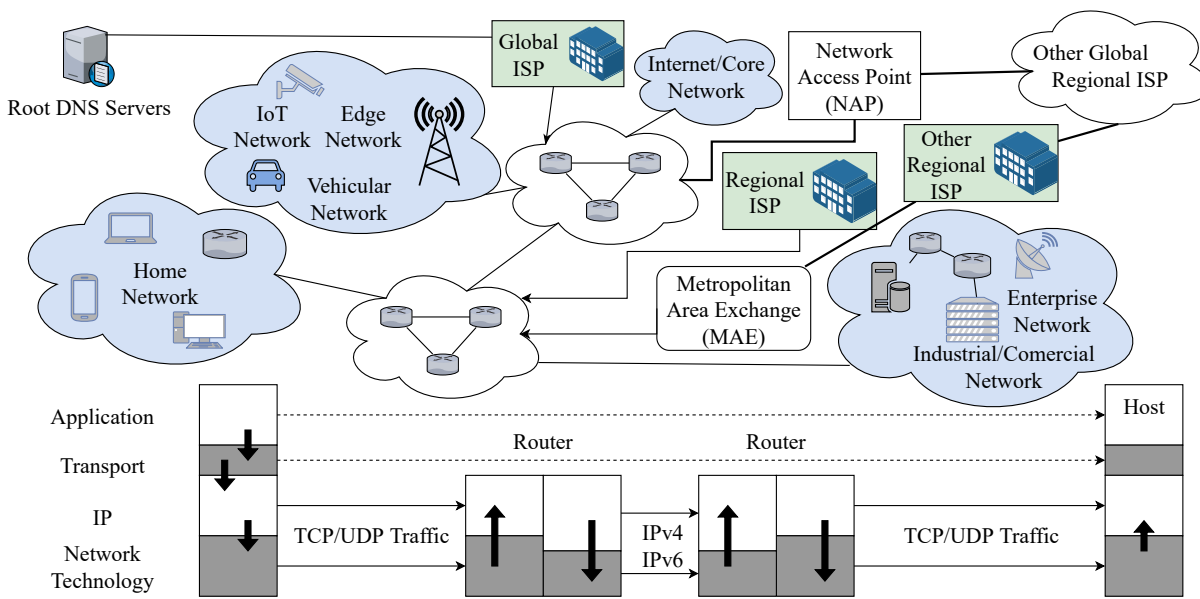 Root DNS Servers
Global
ISP
Internet/Core
Network
Network
Access Point
(NAP)
Other Global
Regional ISP
IoT
Network
Edge
Network
Vehicular
Network
Regional
ISP
Other
Regional
ISP
Home
Network
Metropolitan
Area Exchange
(MAE)
Enterprise
Network
Industrial/Comercial
Network
Application
Host
Router
Router
Transport
IP
TCP/UDP Traffic
IPv4
IPv6
TCP/UDP Traffic
Network
Technology